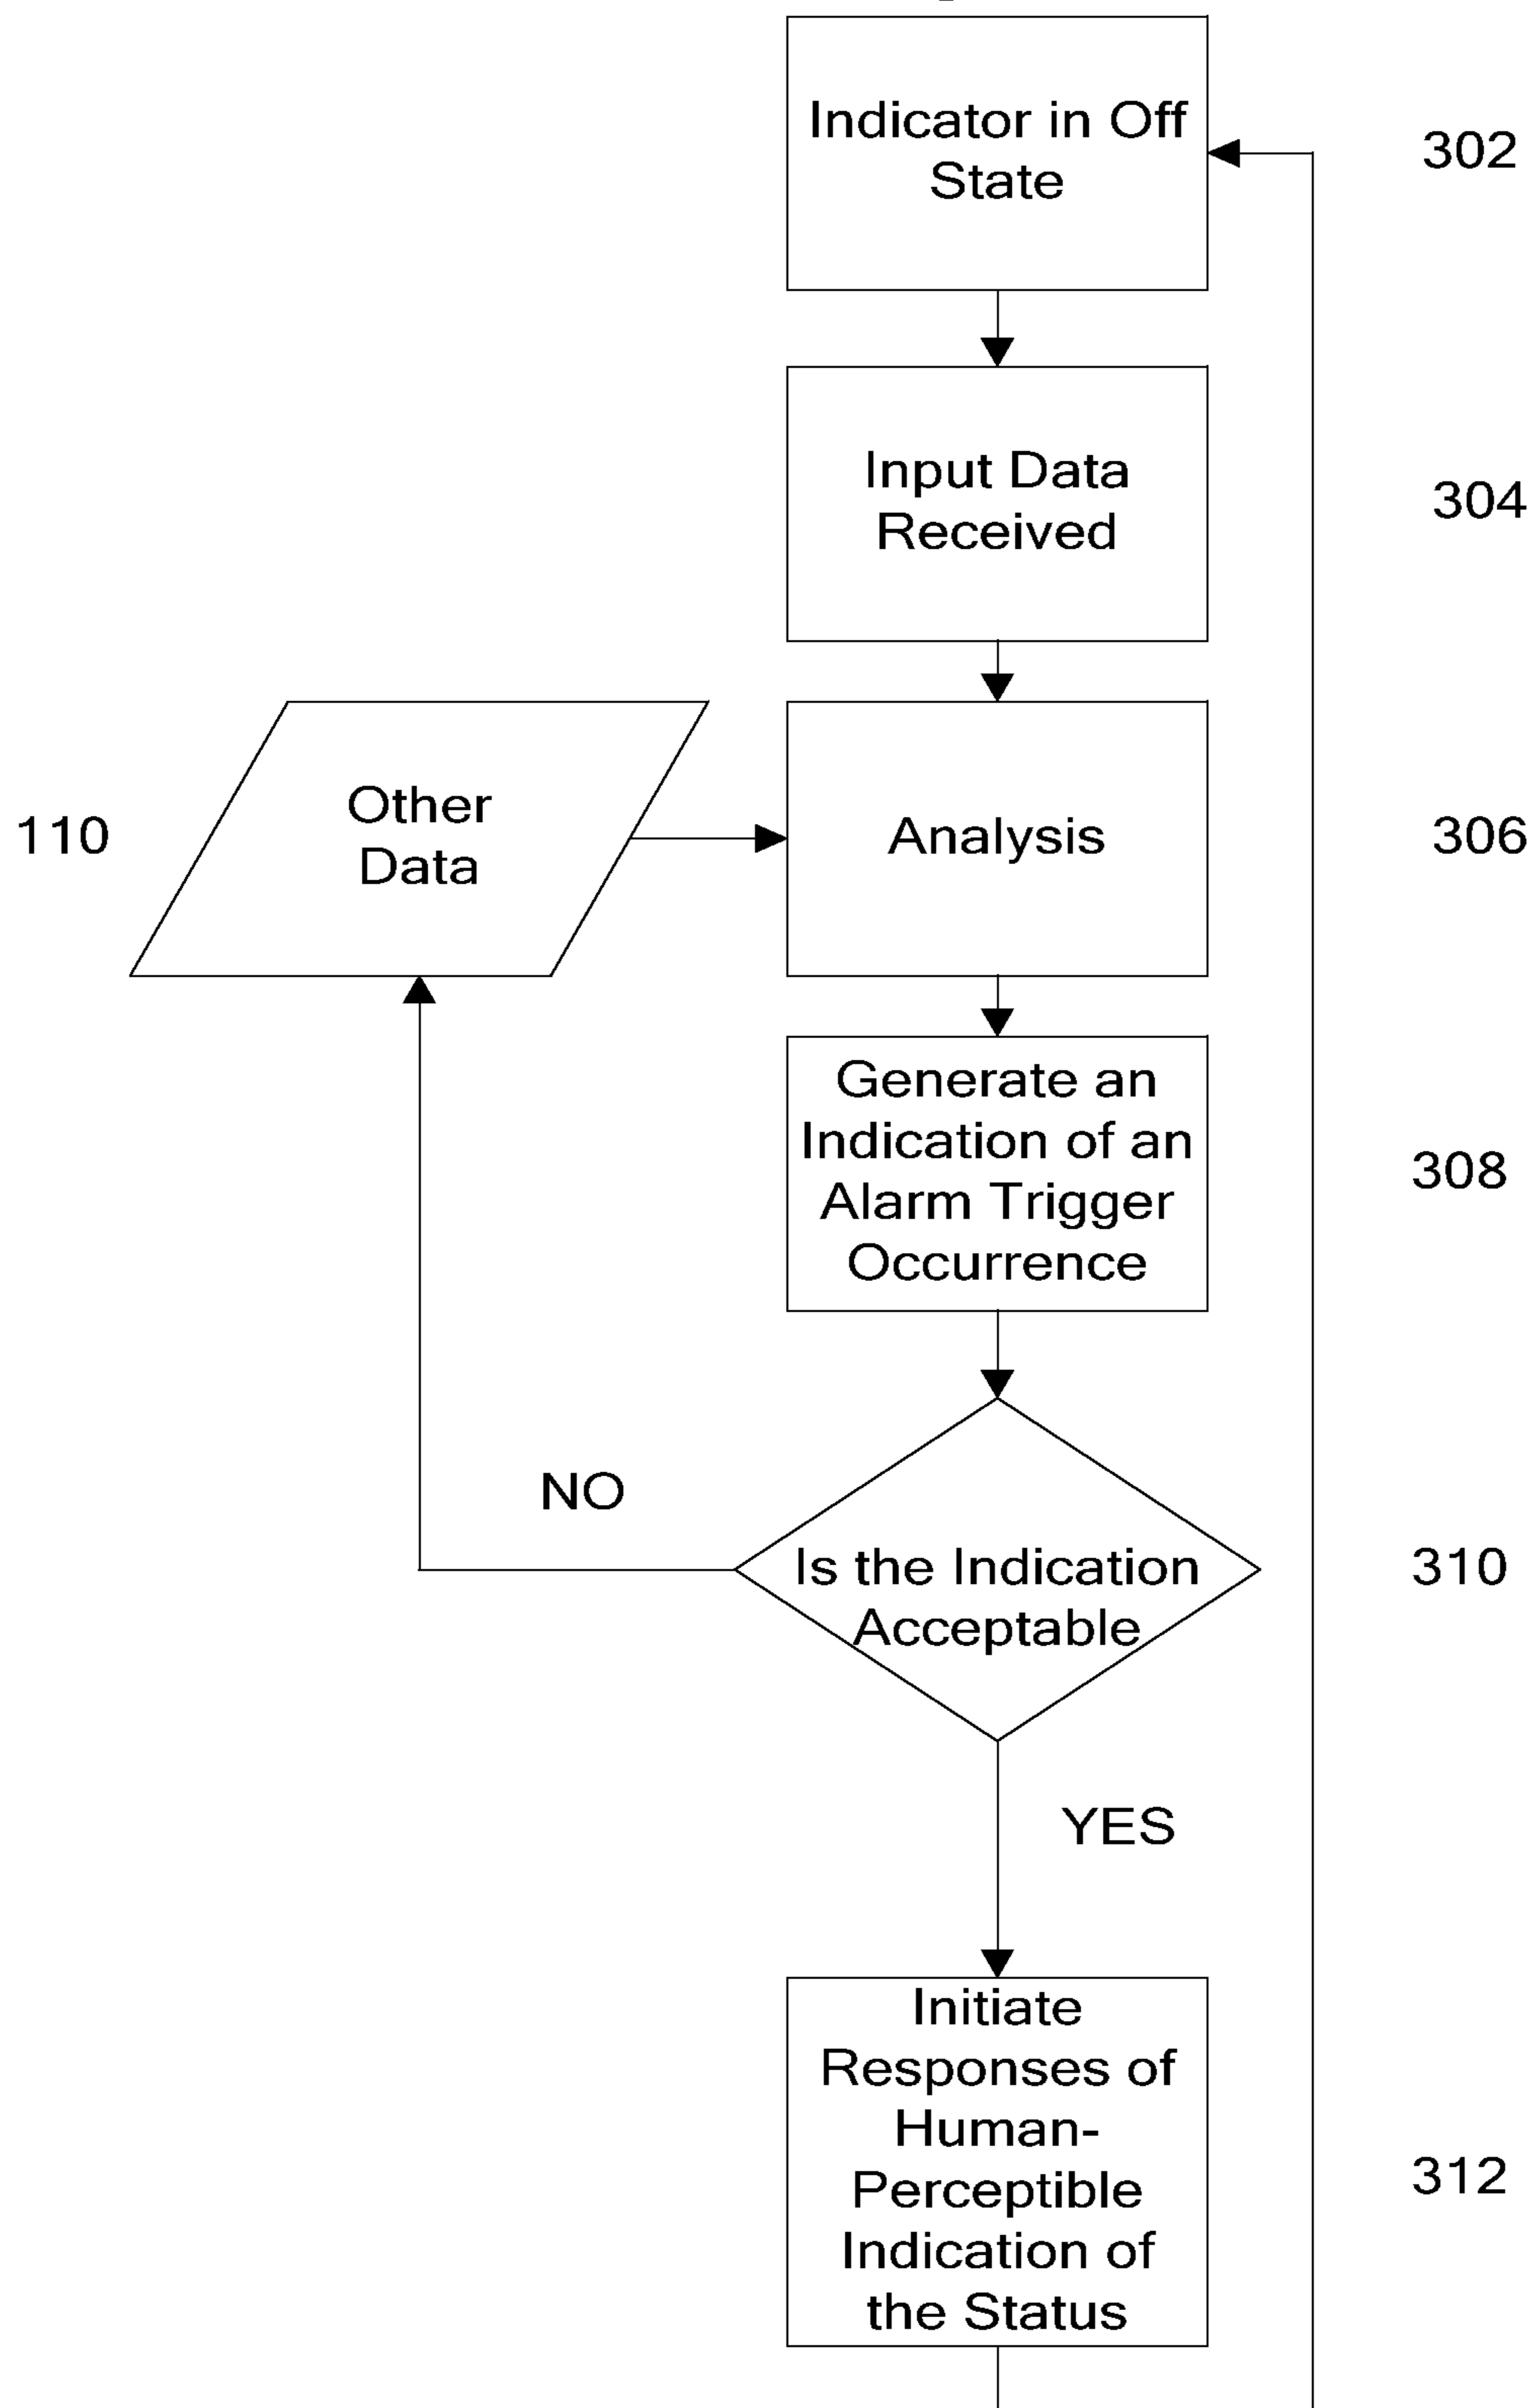 Indicator in Off
State
302
Input Data
Received
304
110
Other
Data
Analysis
306
Generate an
Indication of an
Alarm Trigger
Occurrence
308
NO
Is the Indication
Acceptable
310
YES
Initiate
Responses of
Human-
Perceptible
Indication of
the Status
312